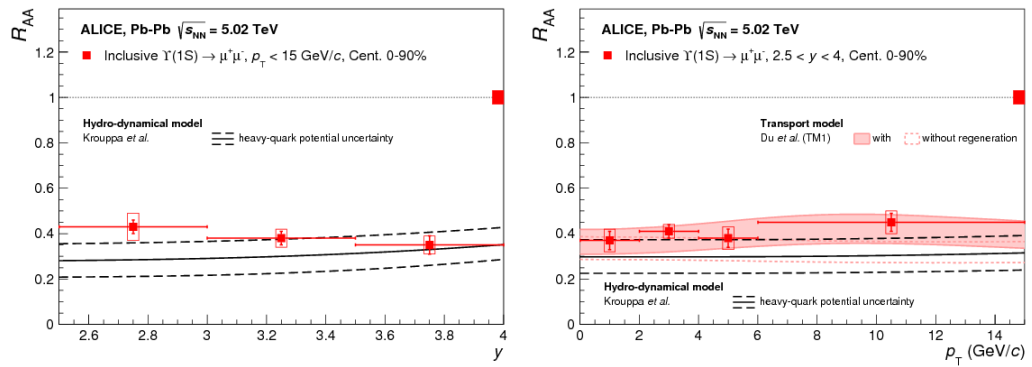 R_AA
ALICE, Pb-Pb √s_NN = 5.02 TeV
Inclusive ϒ(1S) → μ⁺μ⁻, p_T < 15 GeV/c, Cent. 0-90%
Hydro-dynamical model
Krouppa et al.
heavy-quark potential uncertainty
1.2
1
0.8
0.6
0.4
0.2
0
2.6 2.8 3 3.2 3.4 3.6 3.8 4
y
R_AA
ALICE, Pb-Pb √s_NN = 5.02 TeV
Inclusive ϒ(1S) → μ⁺μ⁻, 2.5 < y < 4, Cent. 0-90%
Transport model
Du et al. (TM1) with without regeneration
Hydro-dynamical model
Krouppa et al.
heavy-quark potential uncertainty
1.2
1
0.8
0.6
0.4
0.2
0
0 2 4 6 8 10 12 14
p_T (GeV/c)